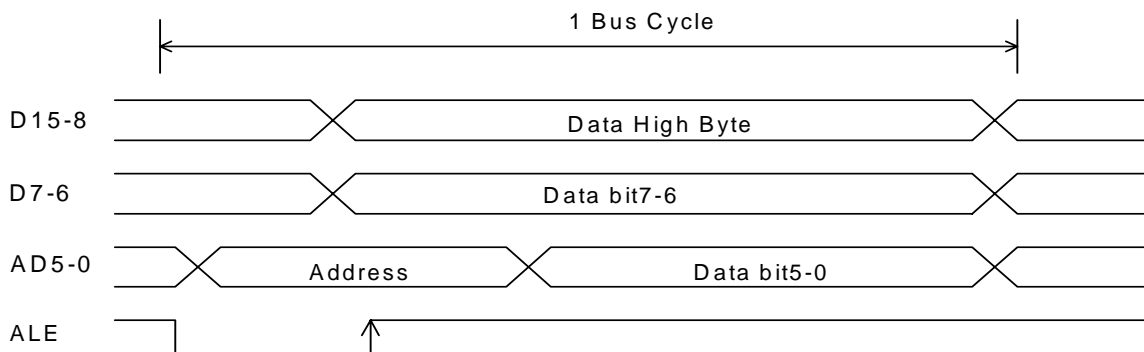 1 Bus Cycle
D15-8 Data High Byte
D7-6 Data bit7-6
AD5-0 Address Data bit5-0
ALE